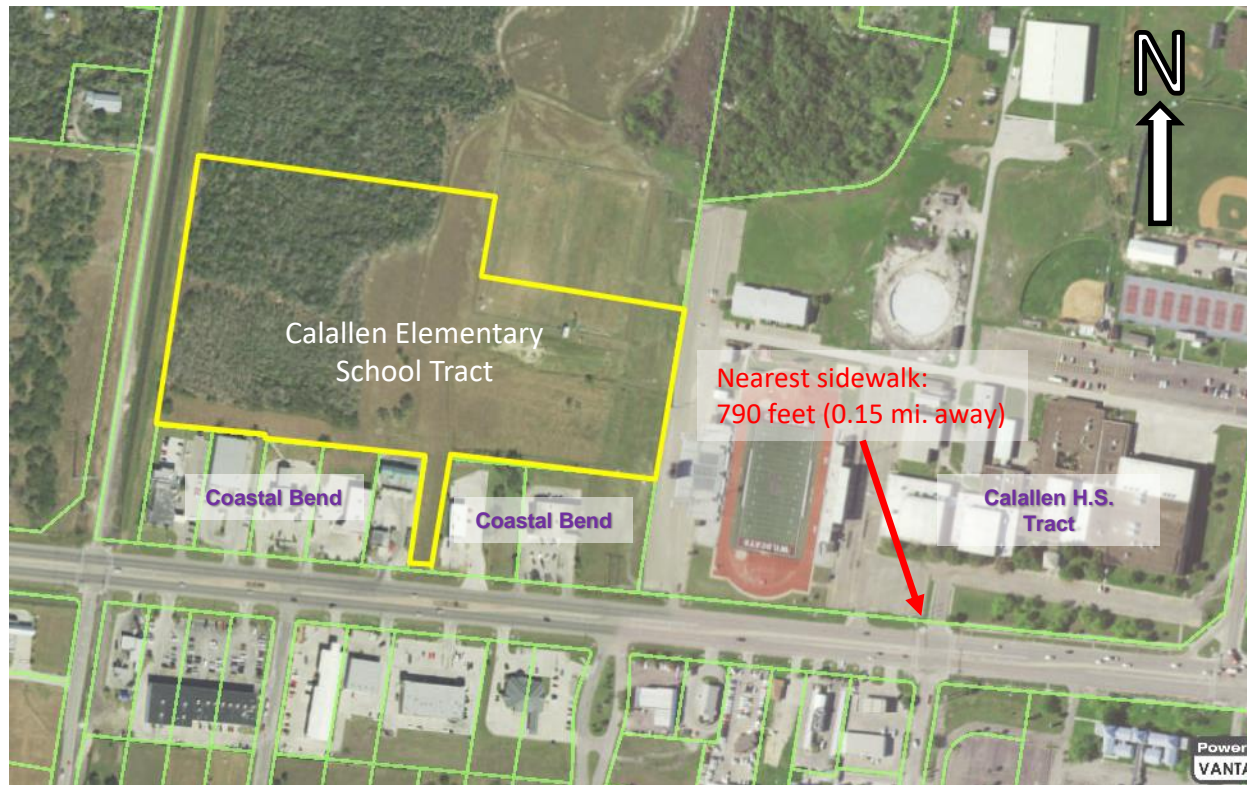 N
Calallen Elementary
School Tract
Nearest sidewalk:
790 feet (0.15 mi. away)
Coastal Bend
Coastal Bend
Calallen H.S.
Tract
WILDCATS
Power
VANTA